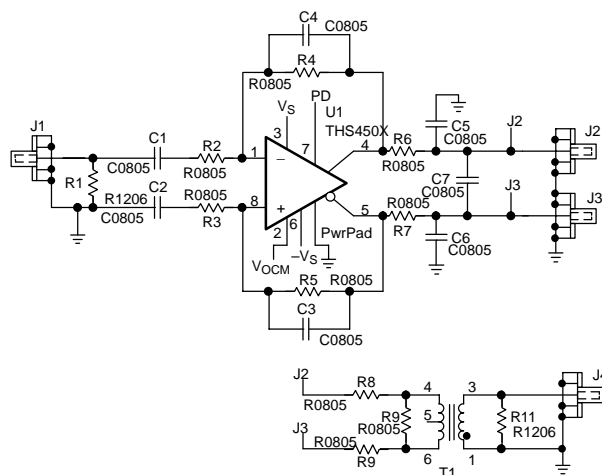 C4
C0805
R4
R0805
PD
U1
THS450X
VS
J1
C1
R2
C0805
R0805
3
7
1
4
R6
R0805
C5
C0805
J2
J2
R1
R1206
C2
C0805
R0805
R3
8
–
+
2
6
5
R0805
R7
C7
C0805
J3
J3
PwrPad
VOCM
–VS
C6
C0805
R5
R0805
C3
C0805
J2
R8
R0805
4
3
J4
R9
R0805
5
R11
R1206
J3
R0805
R9
6
1
T1